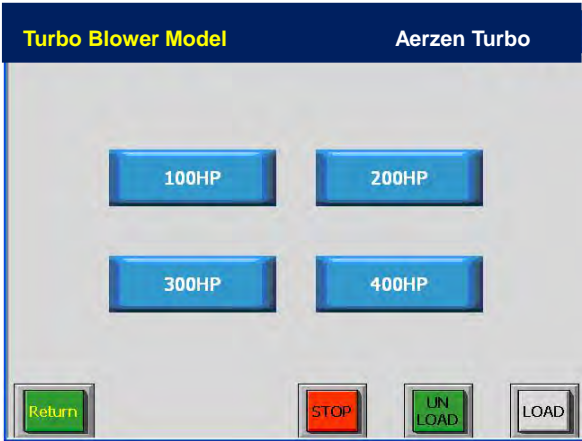 Turbo Blower Model Aerzen Turbo
100HP 200HP
300HP 400HP
Return STOP UN LOAD LOAD